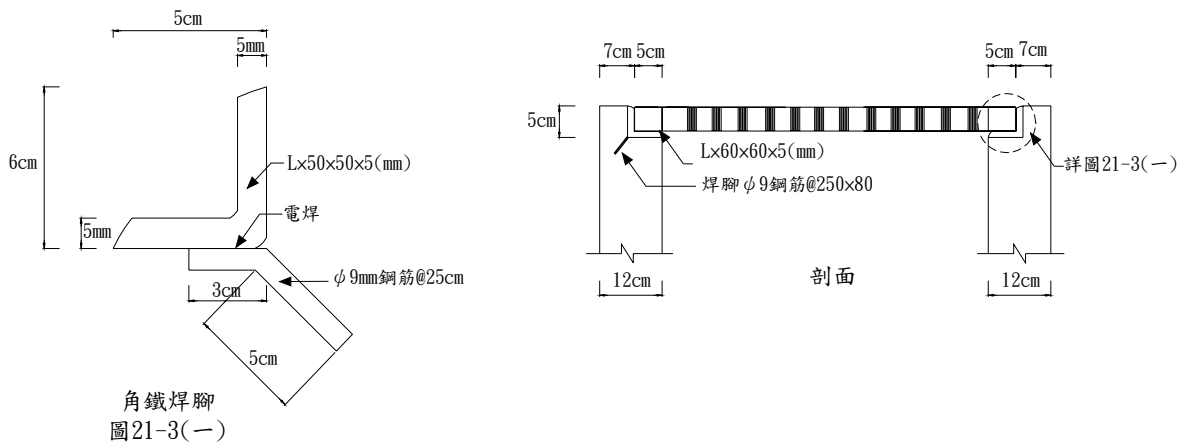 5cm
5mm
6cm
L×50×50×5(mm)
電焊
5mm
φ9mm鋼筋@25cm
3cm
5cm
角鐵焊腳
圖21-3(一)
7cm
5cm
5cm
7cm
5cm
L×60×60×5(mm)
焊腳φ9鋼筋@250×80
詳圖21-3(一)
剖面
12cm
12cm